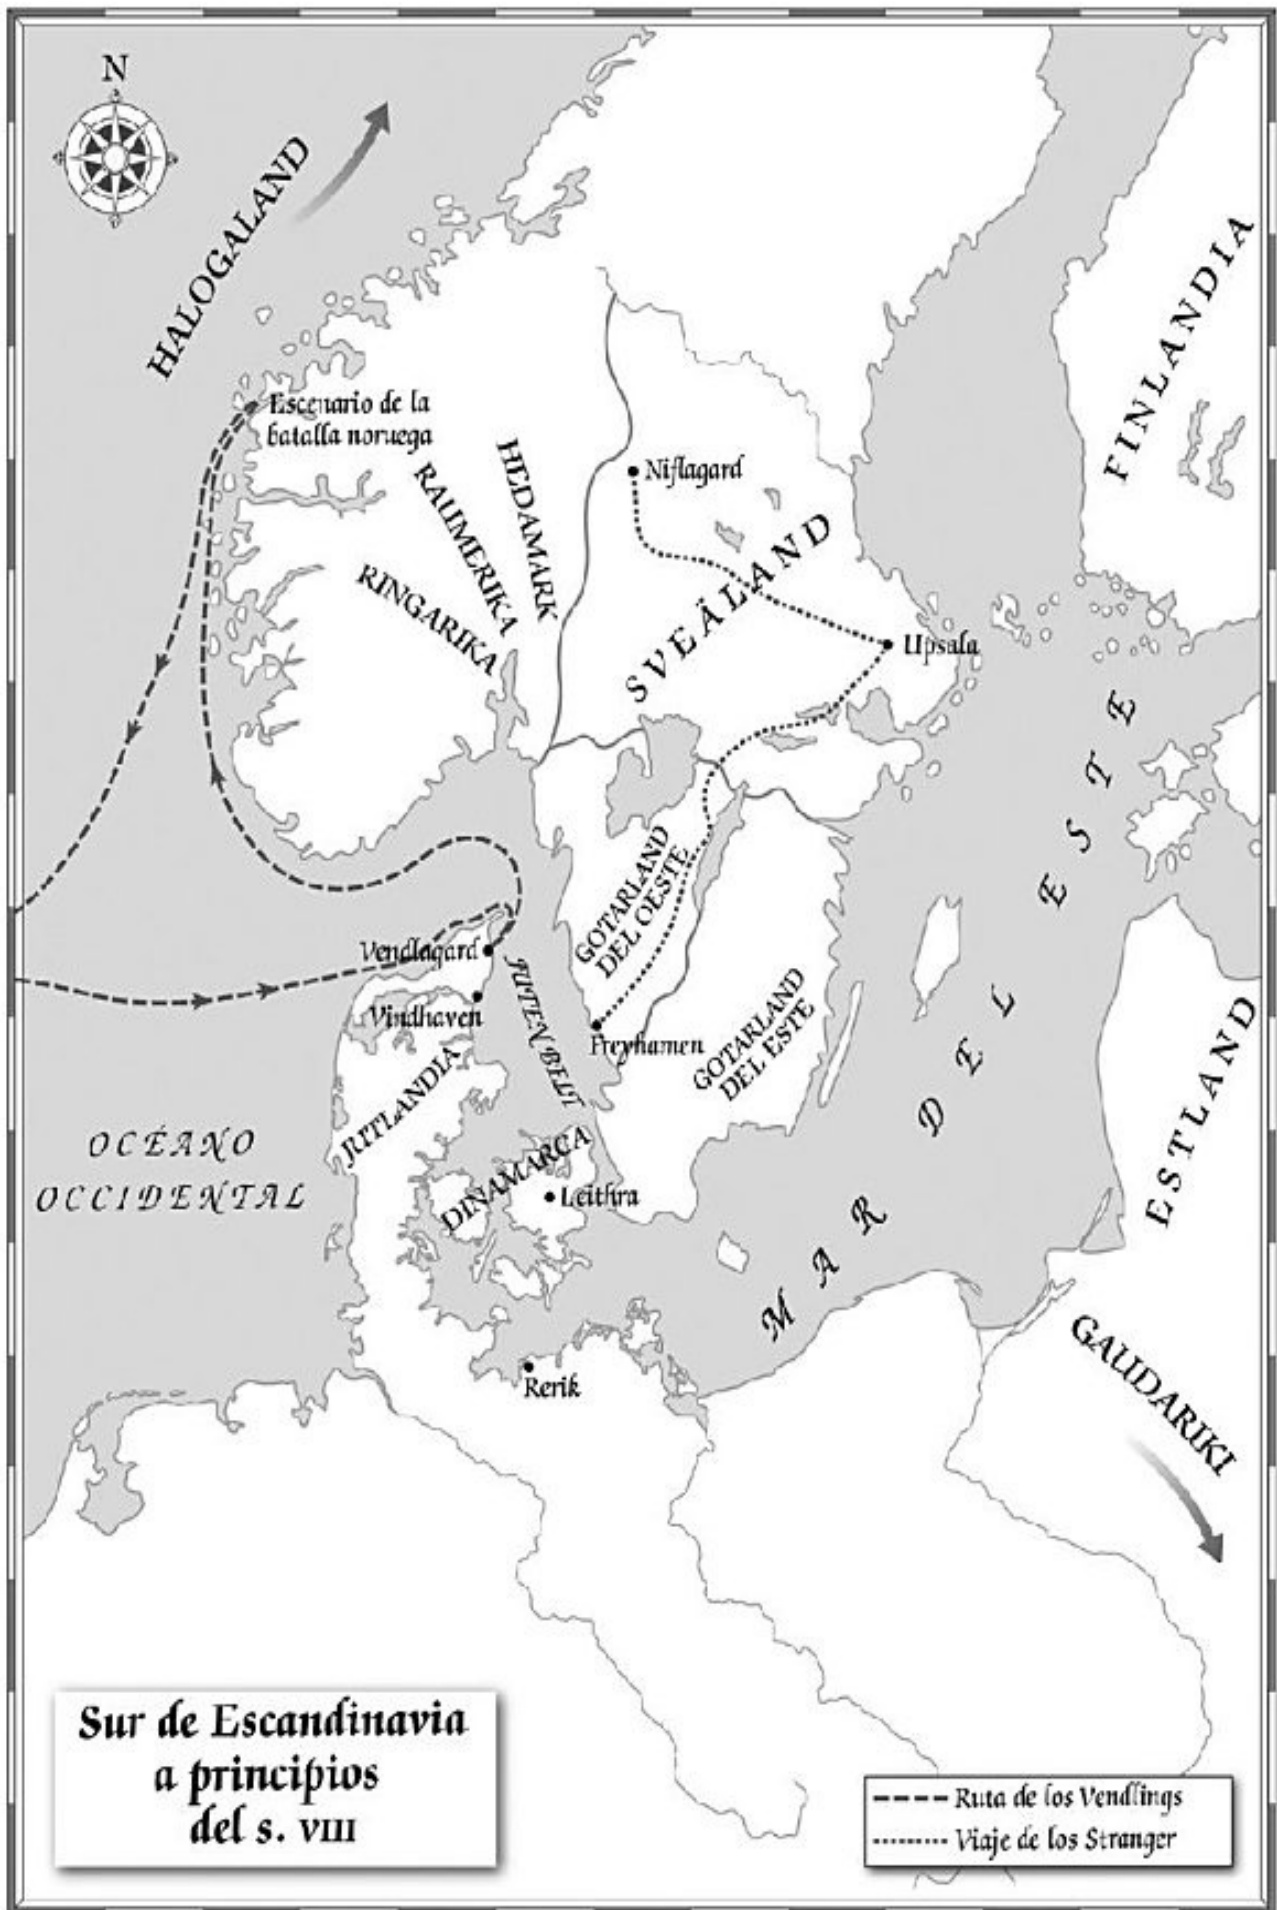 N
HALOGALAND
Escenario de la
batalla noruega
RAUMERIKA
HEDAMARK
RINGARIKA
Niflagard
SVEÄLAND
Upsala
FINLANDIA
GOTARLAND
DEL OESTE
Vendlagard
Vindhaven
JUTEN BELT
Freyhamen
GOTARLAND
DEL ESTE
JUTLANDIA
DINAMARCA
Leithra
OCÉANO
OCCIDENTAL
MAR DEL ESTE
ESTLAND
GAUDARIKI
Rerik
Sur de Escandinavia
a principios
del s. VIII
Ruta de los Vendlings
Viaje de los Stranger